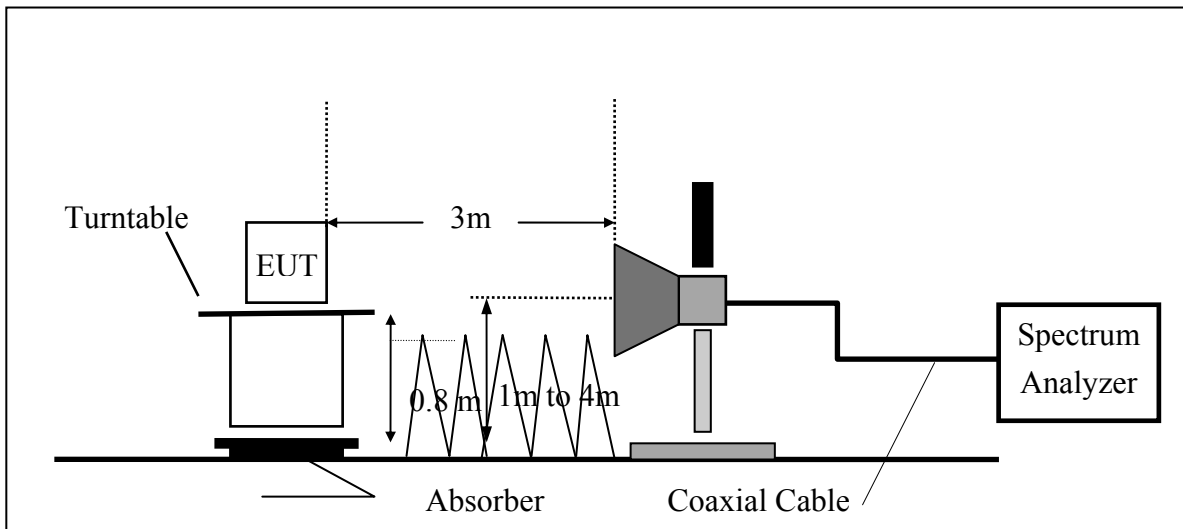 3m
Turntable
EUT
Spectrum
Analyzer
0.8 m
1m to 4m
Absorber
Coaxial Cable